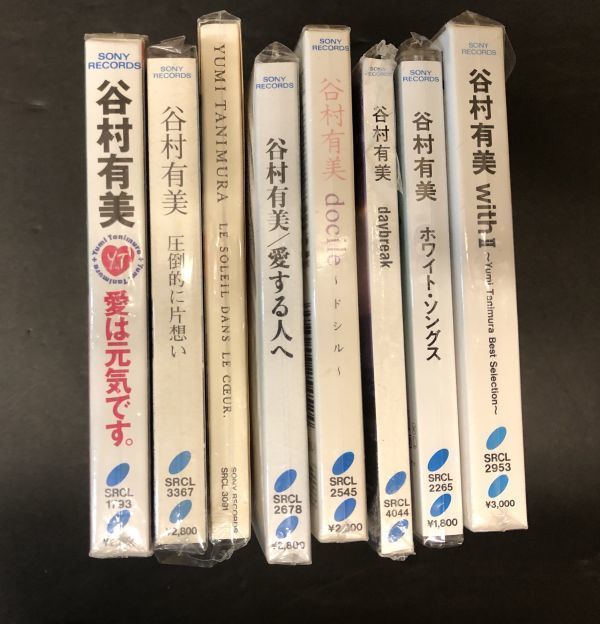 SONY
RECORDS
谷村有美
Y.T
Yumi Tanimura
愛は元気です。
SRCL
1793
SONY
RECORDS
谷村有美
圧倒的に片想い
SRCL
3367
¥2,800
YUMI TANIMURA
LE SOLEIL DANS LE CŒUR.
SONY RECORDS
SRCL 3091
SONY
RECORDS
谷村有美/愛する人へ
SRCL
2678
¥2,800
SONY
RECORDS
谷村有美
docile
～ドシル～
SRCL
2545
SONY
RECORDS
谷村有美
daybreak
SRCL
4044
SONY
RECORDS
谷村有美
ホワイト・ソングス
SRCL
2265
¥1,800
SONY
RECORDS
谷村有美 with II
～Yumi Tanimura Best Selection～
SRCL
2953
¥3,000